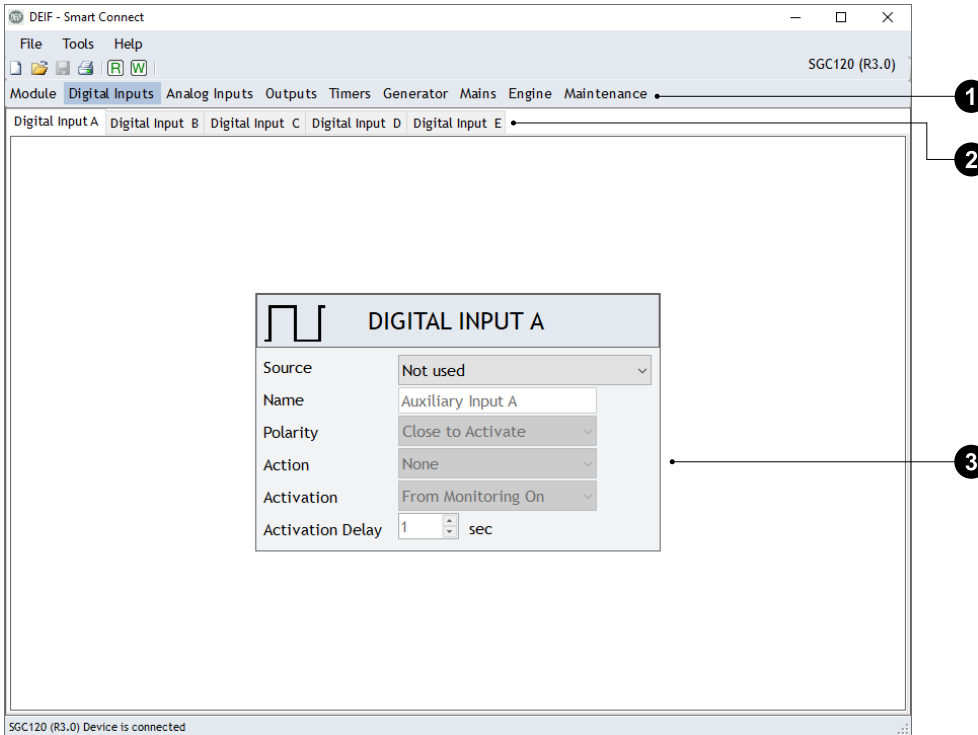 DEIF - Smart Connect
File Tools Help
R W
SGC120 (R3.0)
Module Digital Inputs Analog Inputs Outputs Timers Generator Mains Engine Maintenance
1
Digital Input A Digital Input B Digital Input C Digital Input D Digital Input E
2
DIGITAL INPUT A
Source Not used
Name Auxiliary Input A
Polarity Close to Activate
Action None
3
Activation From Monitoring On
Activation Delay 1 sec
SGC120 (R3.0) Device is connected